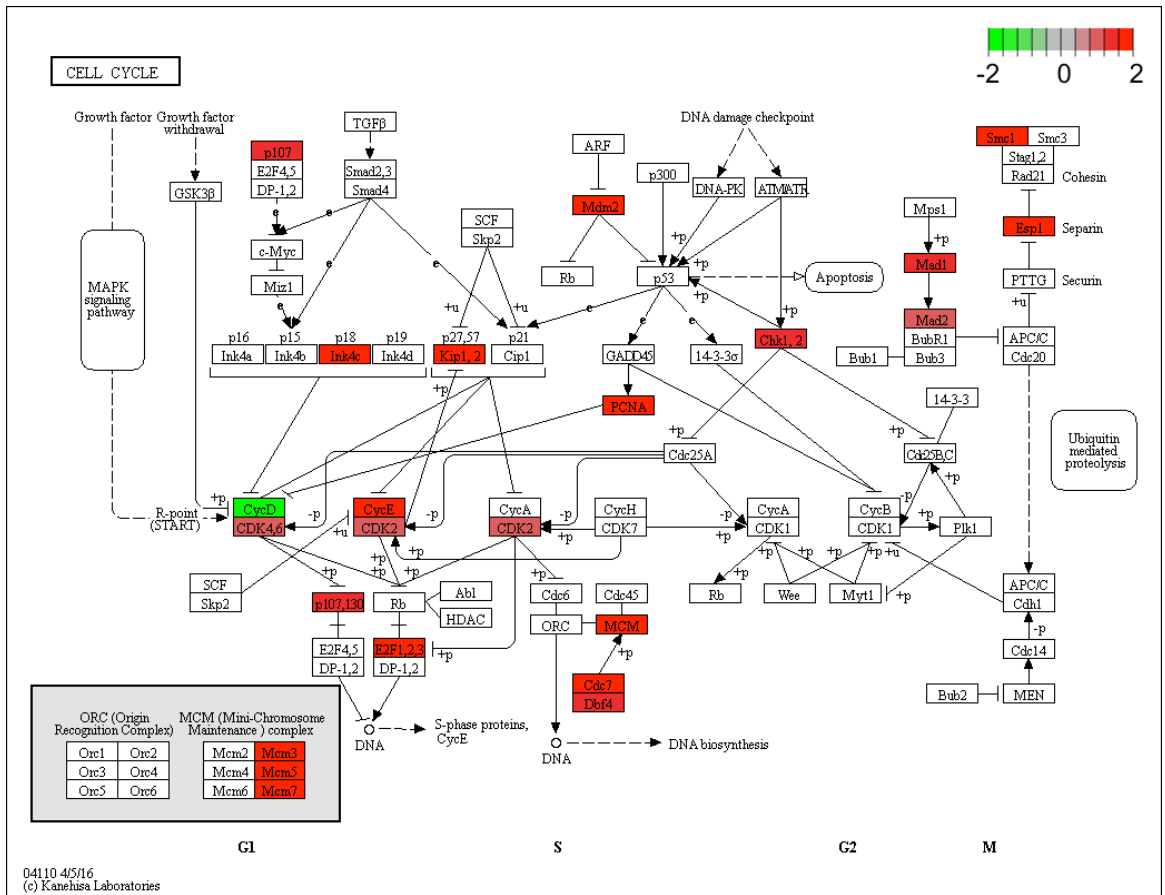 -2 0 2
CELL CYCLE
Growth factor
Growth factor
withdrawal
TGFβ
DNA damage checkpoint
Smc1 Smc3
Stag1,2
Rad21
Cohesin
p107
E2F4,5
DP-1,2
Smad2,3
Smad4
ARF
p300
DNA-PK
ATM/ATR
GSK3β
Mdm2
Mps1
+p
Esp1
Separin
e
e
c-Myc
SCF
Skp2
Rb
+p
+p
p53
Apoptosis
Mad1
Miz1
PTTG
Securin
MAPK
signaling
pathway
e
e
e
+u
+u
+p
+p
+u
e
e
p16
Ink4a
p15
Ink4b
p18
Ink4c
p19
Ink4d
p27,57
Kip1, 2
p21
Cip1
GADD45
14-3-3σ
Chk1, 2
Mad2
BubR1
Bub1
Bub3
APC/C
Cdc20
+p
PCNA
14-3-3
+p
+p
Cdc25A
Cdc25B,C
Ubiquitin
mediated
proteolysis
R-point
(START)
+p
CycD
CDK4,6
-p
CycE
CDK2
-p
CycA
CDK2
-p
+p
CycH
CDK7
-p
+p
CycA
CDK1
CycB
CDK1
-p
+p
+p
Plk1
+u
+p
+p
+p
+p
+p
+p
+p
+p
+p
+u
SCF
Skp2
p107,130
Rb
Abl
HDAC
Cdc6
Cdc45
ORC
MCM
Rb
Wee
Myt1
+p
APC/C
Cdh1
E2F4,5
DP-1,2
E2F1,2,3
DP-1,2
+p
+p
-p
Cdc14
Cdc7
Dbf4
Bub2
MEN
DNA
S-phase proteins,
CycE
DNA
DNA biosynthesis
ORC (Origin
Recognition Complex)
MCM (Mini-Chromosome
Maintenance ) complex
Orc1 Orc2 Mcm2 Mcm3
Orc3 Orc4 Mcm4 Mcm5
Orc5 Orc6 Mcm6 Mcm7
G1 S G2 M
04110 4/5/16
(c) Kanehisa Laboratories